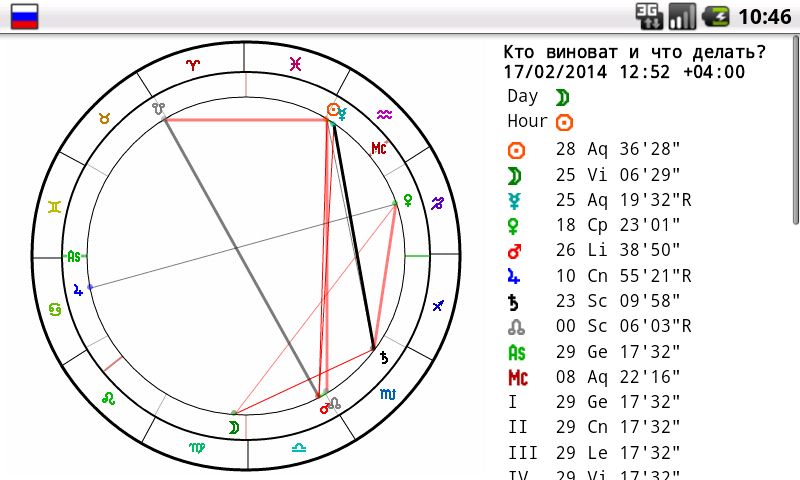 3G 10:46
Кто виноват и что делать?
17/02/2014 12:52 +04:00
Day
Hour
28 Aq 36'28"
25 Vi 06'29"
25 Aq 19'32"R
18 Cp 23'01"
26 Li 38'50"
10 Cn 55'21"R
23 Sc 09'58"
00 Sc 06'03"R
As 29 Ge 17'32"
Mc 08 Aq 22'16"
I 29 Ge 17'32"
II 29 Cn 17'32"
III 29 Le 17'32"
IV 29 Vi 17'32"
Mc
As